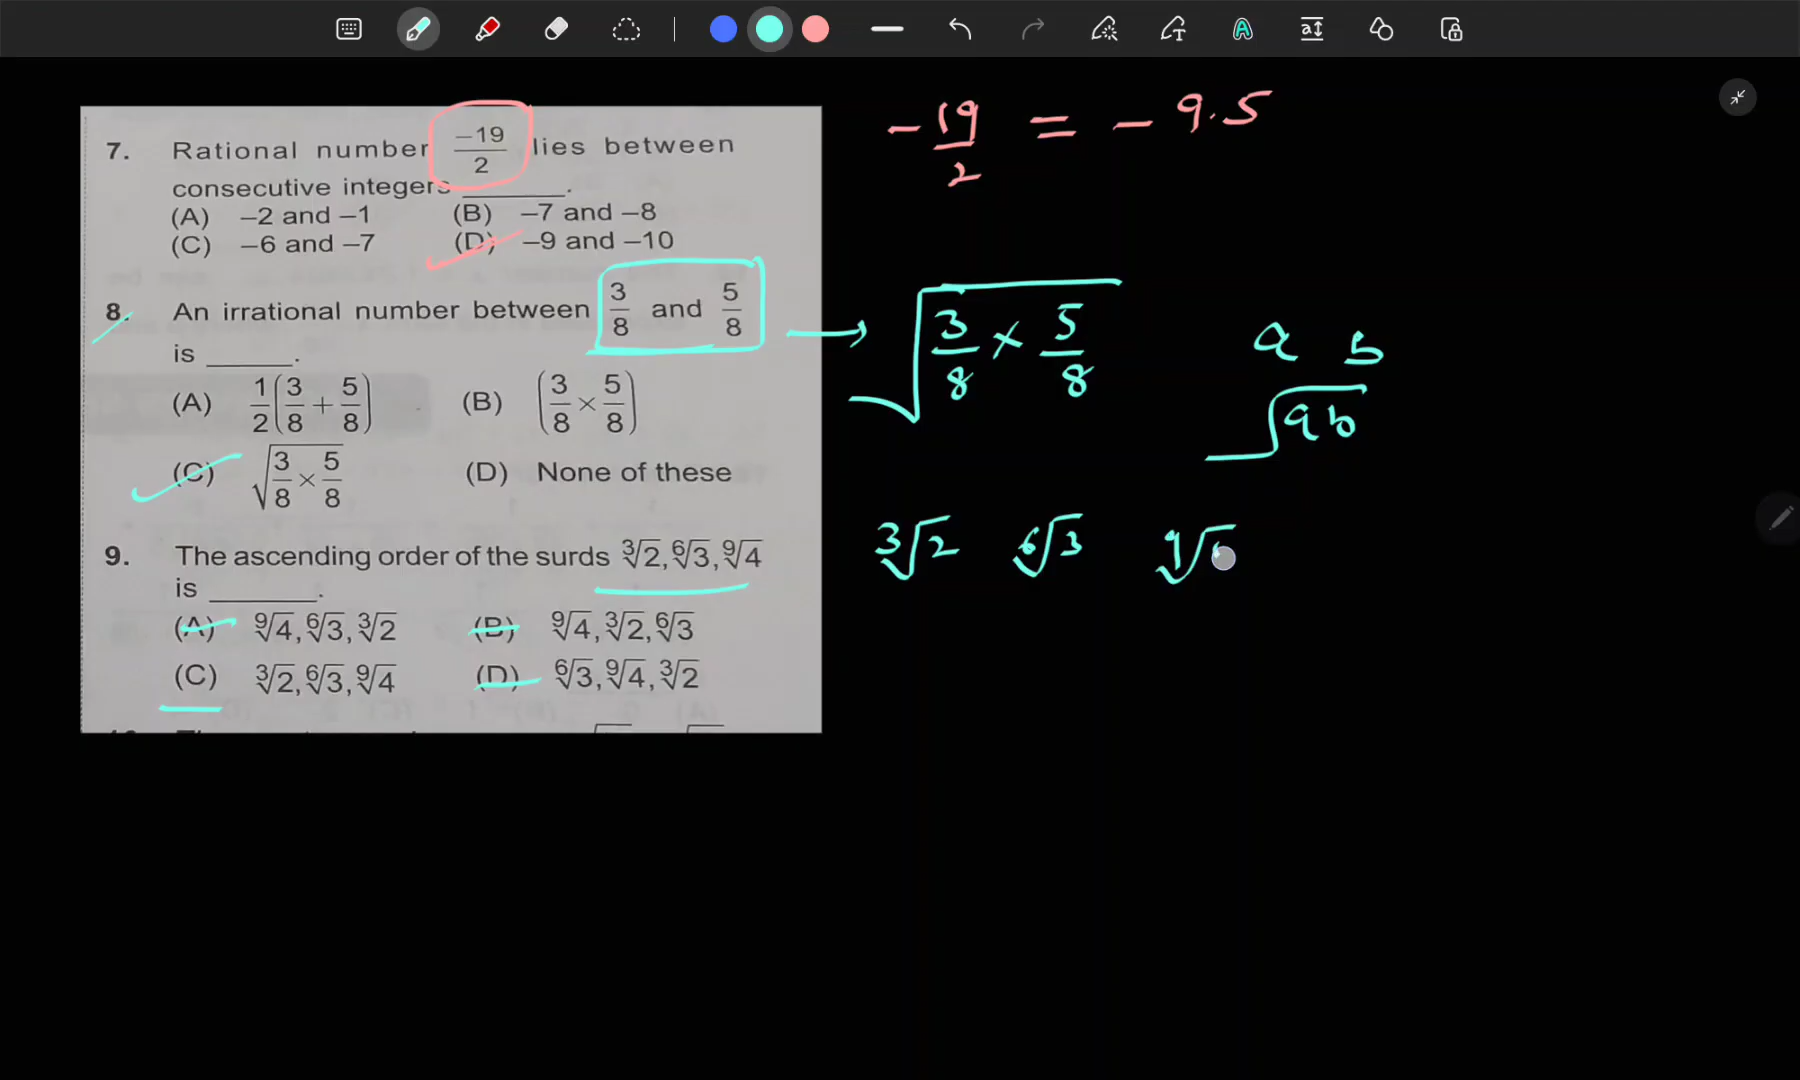 7. Rational number -19/2 lies between
consecutive integers ______.
(A) –2 and –1 (B) –7 and –8
(C) –6 and –7 (D) –9 and –10
8. An irrational number between 3/8 and 5/8
is ______.
(A) 1/2(3/8 + 5/8) (B) (3/8 × 5/8)
(C) √(3/8 × 5/8) (D) None of these
9. The ascending order of the surds ∛2, ⁶√3, ⁹√4
is ______.
(A) ⁹√4, ⁶√3, ∛2 (B) ⁹√4, ∛2, ⁶√3
(C) ∛2, ⁶√3, ⁹√4 (D) ⁶√3, ⁹√4, ∛2
-19/2 = -9.5
√(3/8 × 5/8)
a b
√ab
∛2 ⁶√3 ⁹√